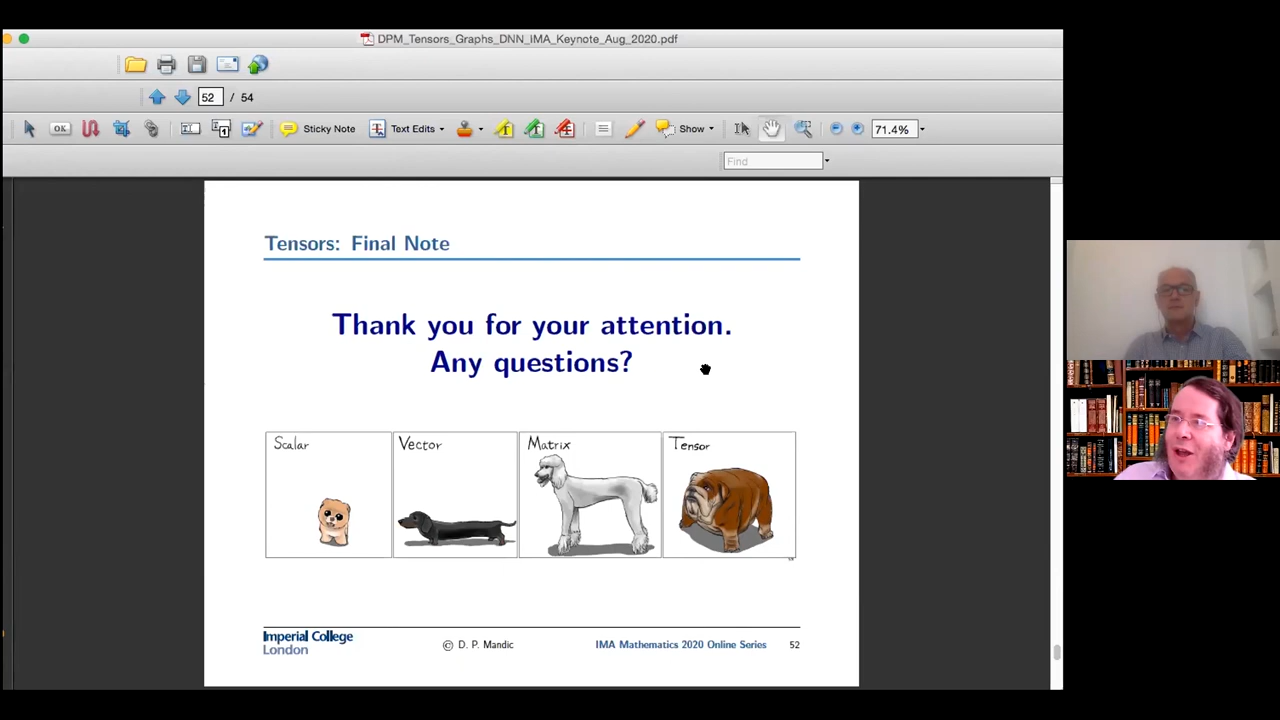 DPM_Tensors_Graphs_DNN_IMA_Keynote_Aug_2020.pdf
52 / 54
OK Sticky Note Text Edits Show 71.4%
Find
Tensors: Final Note
Thank you for your attention.
Any questions?
Scalar Vector Matrix Tensor
Imperial College
London
© D. P. Mandic IMA Mathematics 2020 Online Series 52